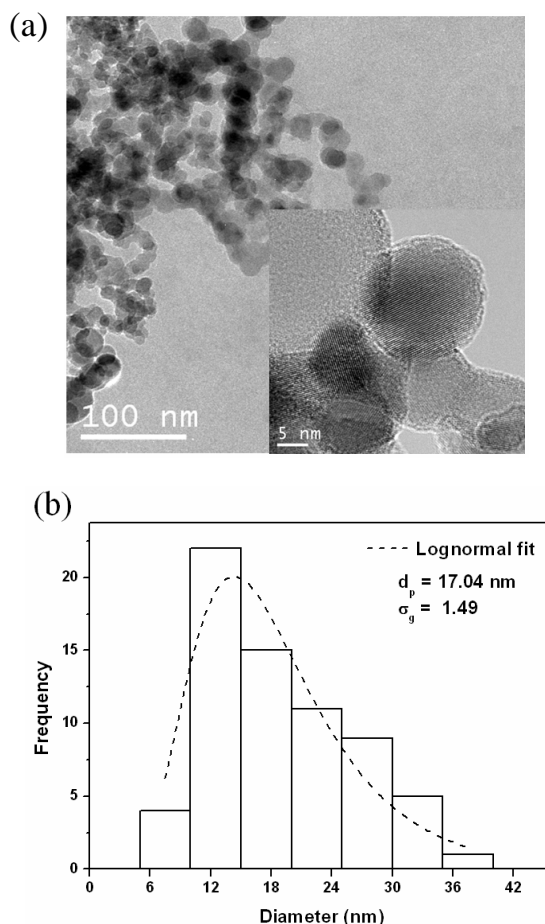 (a)
100 nm
5 nm
(b)
Lognormal fit
d_p = 17.04 nm
σ_g = 1.49
Frequency
20
15
10
5
0
0 6 12 18 24 30 36 42
Diameter (nm)